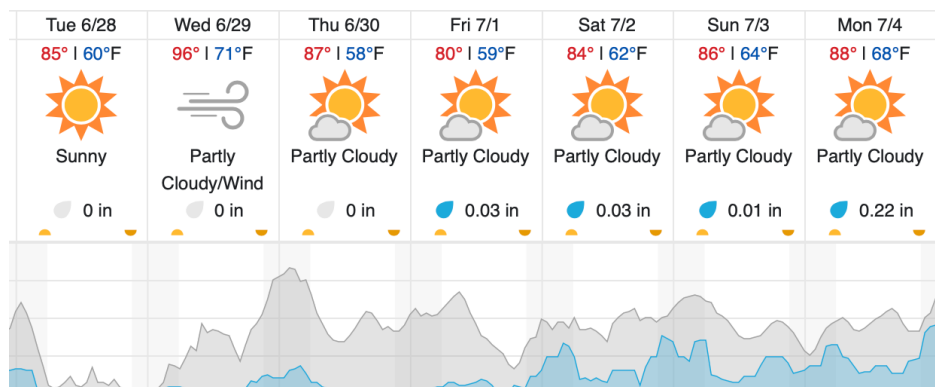 Tue 6/28 Wed 6/29 Thu 6/30 Fri 7/1 Sat 7/2 Sun 7/3 Mon 7/4
85° | 60°F 96° | 71°F 87° | 58°F 80° | 59°F 84° | 62°F 86° | 64°F 88° | 68°F
Sunny Partly Partly Cloudy Partly Cloudy Partly Cloudy Partly Cloudy Partly Cloudy
Cloudy/Wind
0 in 0 in 0 in 0.03 in 0.03 in 0.01 in 0.22 in